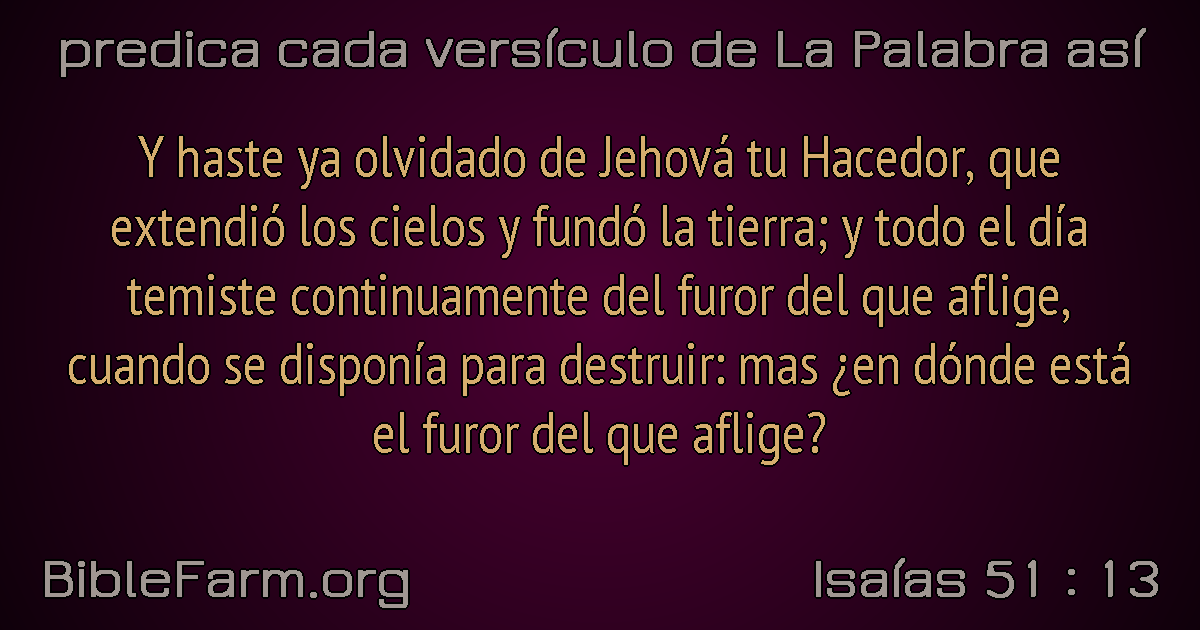 predica cada versículo de La Palabra así
Y haste ya olvidado de Jehová tu Hacedor, que
extendió los cielos y fundó la tierra; y todo el día
temiste continuamente del furor del que aflige,
cuando se disponía para destruir: mas ¿en dónde está
el furor del que aflige?
BibleFarm.org
Isaías 51 : 13